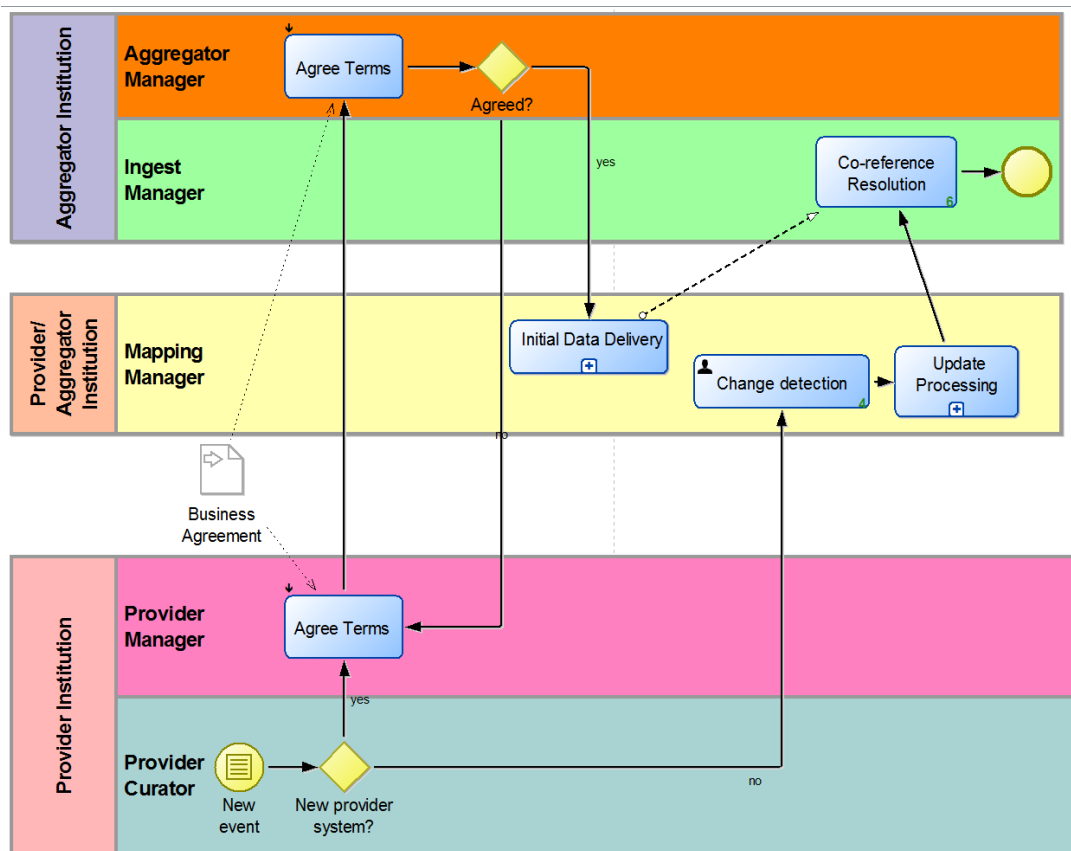 Aggregator Institution
Aggregator
Manager
Agree Terms
Agreed?
yes
Ingest
Manager
Co-reference
Resolution
6
Provider/
Aggregator
Institution
Mapping
Manager
Initial Data Delivery
Change detection
4
Update
Processing
no
Business
Agreement
Provider Institution
Provider
Manager
Agree Terms
yes
Provider
Curator
New
event
New provider
system?
no